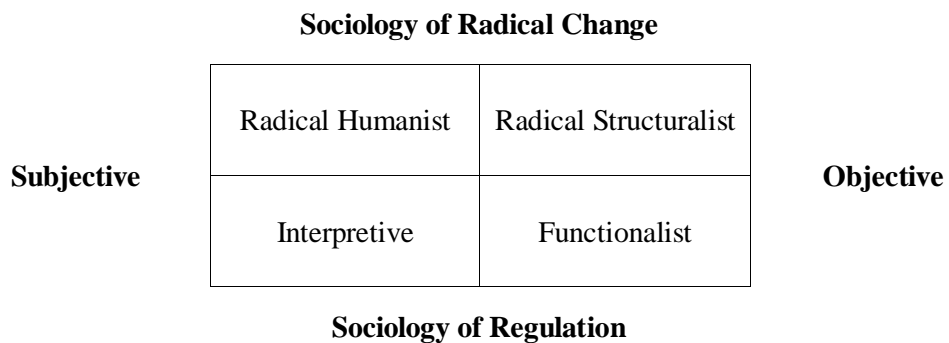 Sociology of Radical Change
Radical Humanist Radical Structuralist
Subjective Objective
Interpretive Functionalist
Sociology of Regulation